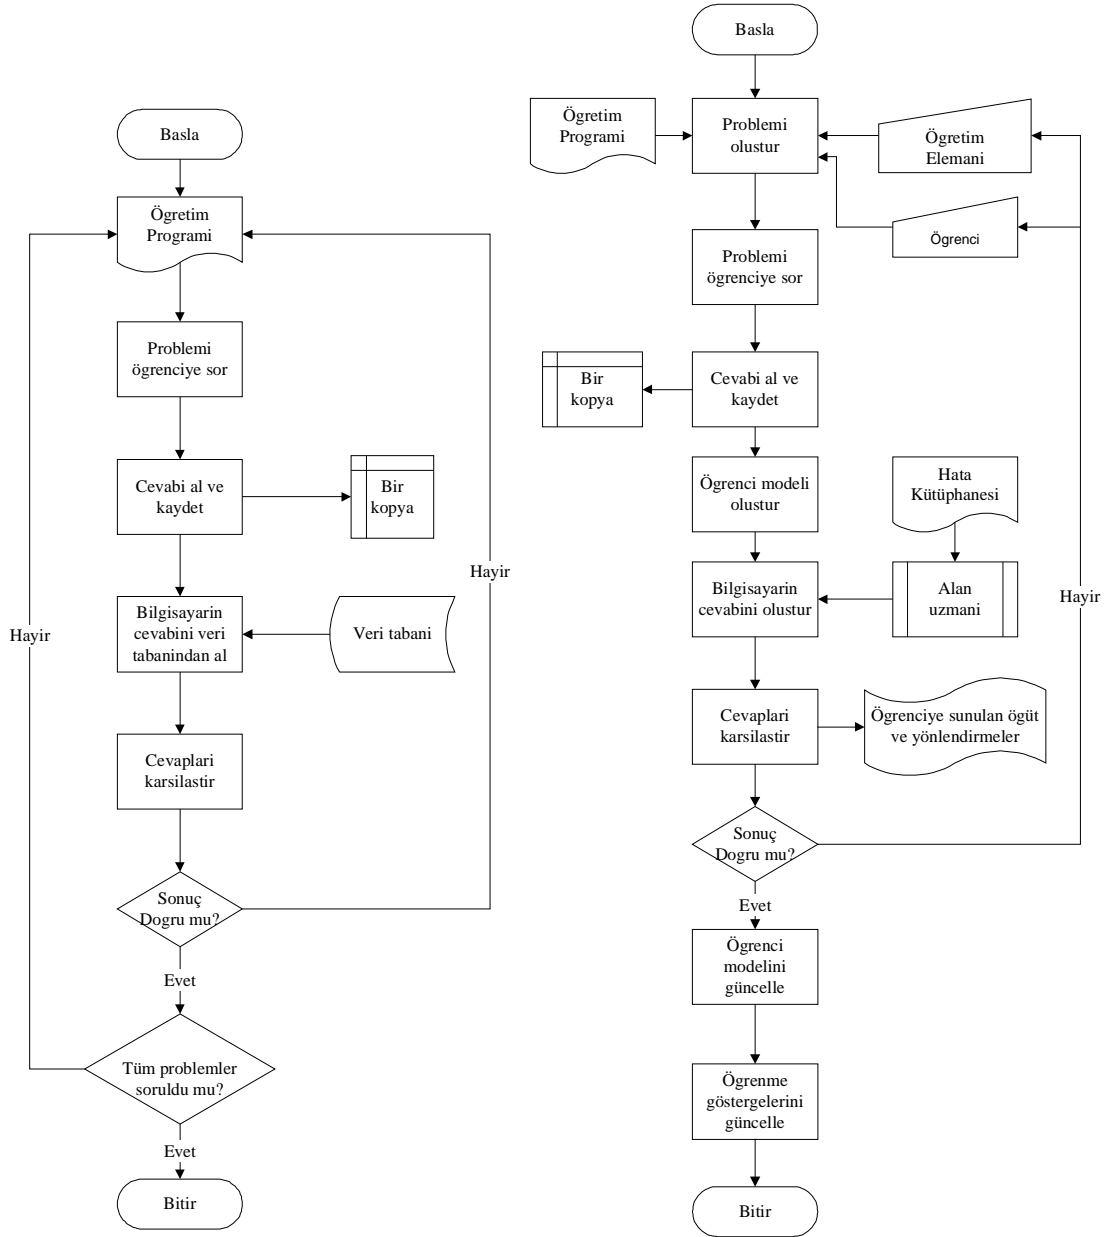 Basla
Ögretim
Programi
Problemi
ögrenciye sor
Cevabi al ve
kaydet
Bir
kopya
Bilgisayarin
cevabini veri
tabanindan al
Veri tabani
Cevaplari
karsilastir
Sonuç
Dogru mu?
Evet
Tüm problemler
soruldu mu?
Evet
Bitir
Hayir
Hayir
Basla
Ögretim
Programi
Problemi
olustur
Ögretim
Elemani
Ögrenci
Problemi
ögrenciye sor
Bir
kopya
Cevabi al ve
kaydet
Ögrenci modeli
olustur
Hata
Kütüphanesi
Bilgisayarin
cevabini olustur
Alan
uzmani
Hayir
Cevaplari
karsilastir
Ögrenciye sunulan ögüt
ve yönlendirmeler
Sonuç
Dogru mu?
Evet
Ögrenci
modelini
güncelle
Ögrenme
göstergelerini
güncelle
Bitir